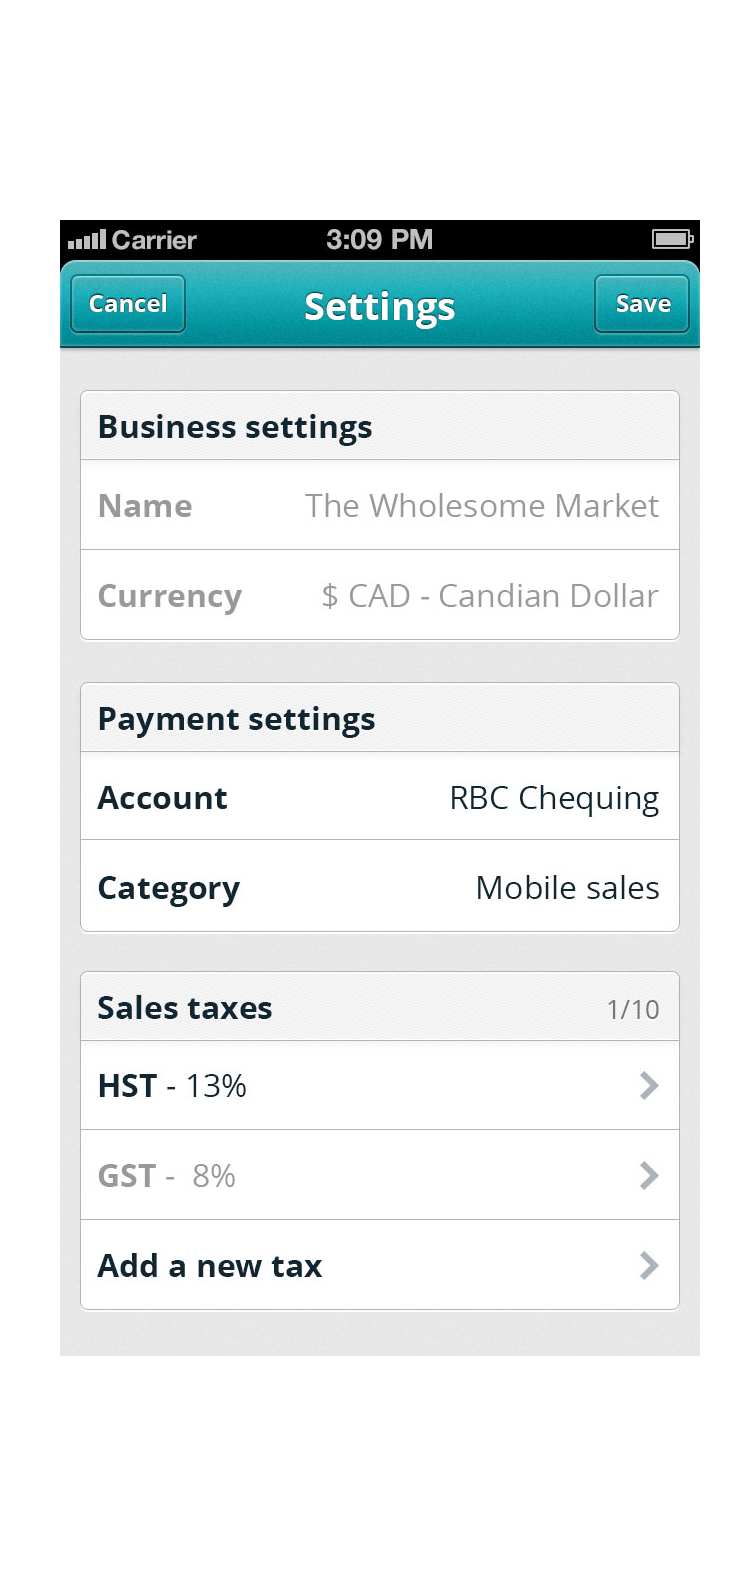 Carrier 3:09 PM
Cancel Settings Save
Business settings
Name The Wholesome Market
Currency $ CAD - Candian Dollar
Payment settings
Account RBC Chequing
Category Mobile sales
Sales taxes 1/10
HST - 13%
GST - 8%
Add a new tax